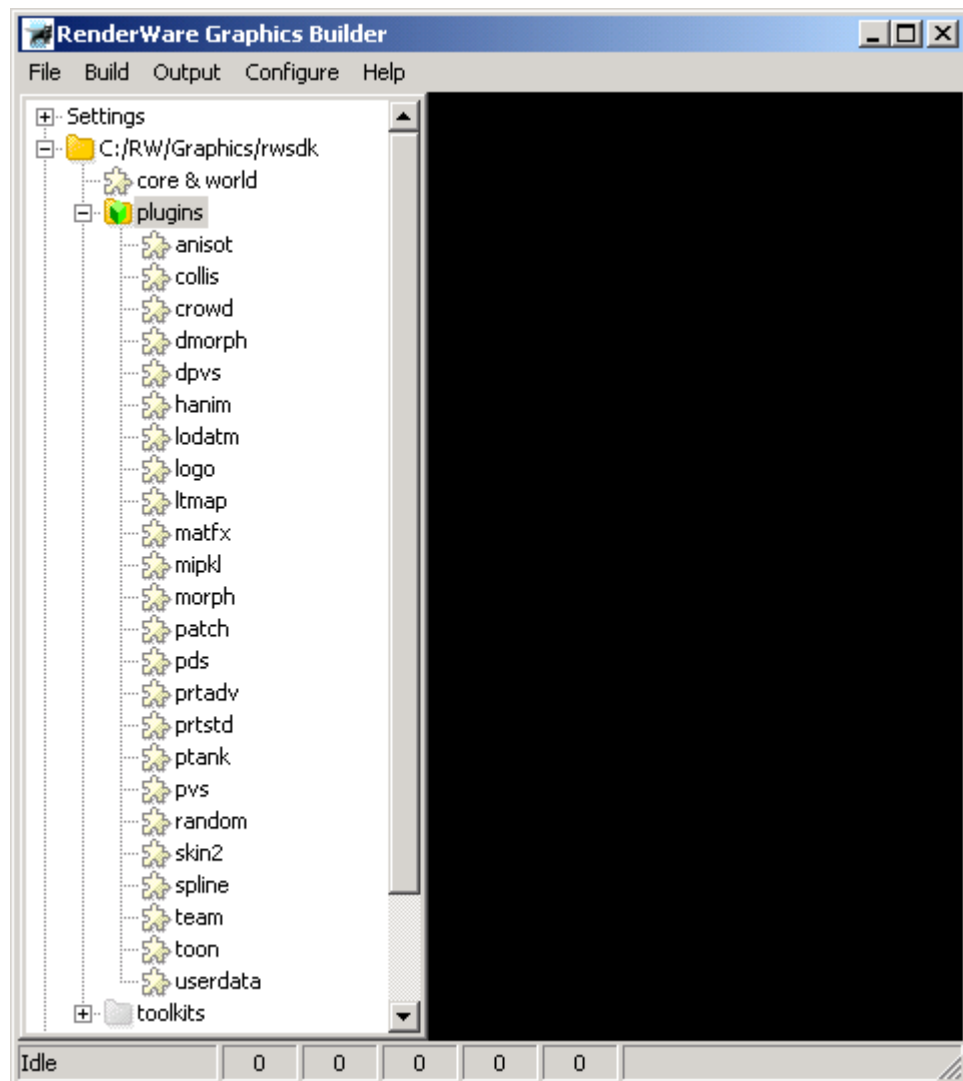 RenderWare Graphics Builder
File Build Output Configure Help
Settings
C:/RW/Graphics/rwsdk
core & world
plugins
anisot
collis
crowd
dmorph
dpvs
hanim
lodatm
logo
ltmap
matfx
mipkl
morph
patch
pds
prtadv
prtstd
ptank
pvs
random
skin2
spline
team
toon
userdata
toolkits
Idle 0 0 0 0 0